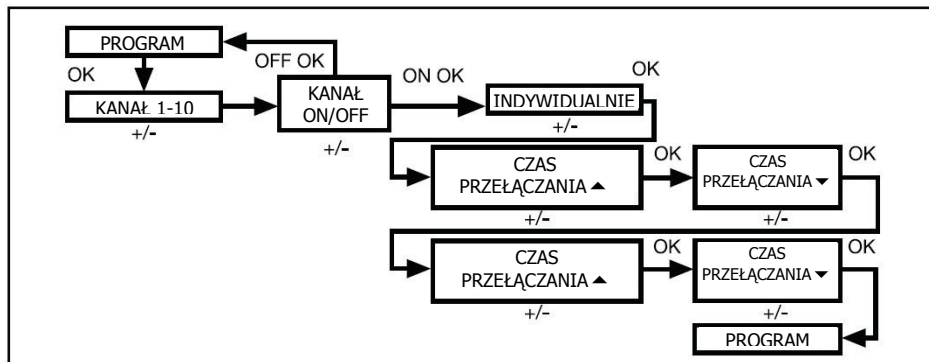 PROGRAM
OK
OFF OK
KANAŁ 1-10
+/-
KANAŁ
ON/OFF
+/-
ON OK
INDYWIDUALNIE
+/-
OK
CZAS
PRZEŁĄCZANIA ▲
+/-
OK
CZAS
PRZEŁĄCZANIA ▼
+/-
OK
CZAS
PRZEŁĄCZANIA ▲
+/-
OK
CZAS
PRZEŁĄCZANIA ▼
+/-
OK
PROGRAM